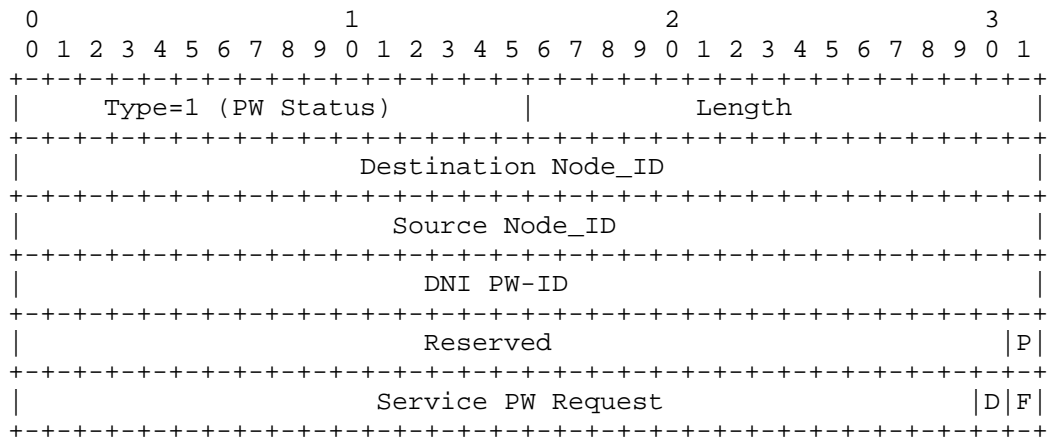 0                   1                   2                   3
 0 1 2 3 4 5 6 7 8 9 0 1 2 3 4 5 6 7 8 9 0 1 2 3 4 5 6 7 8 9 0 1
+-+-+-+-+-+-+-+-+-+-+-+-+-+-+-+-+-+-+-+-+-+-+-+-+-+-+-+-+-+-+-+-+
|     Type=1 (PW Status)        |          Length               |
+-+-+-+-+-+-+-+-+-+-+-+-+-+-+-+-+-+-+-+-+-+-+-+-+-+-+-+-+-+-+-+-+
|                     Destination Node_ID                       |
+-+-+-+-+-+-+-+-+-+-+-+-+-+-+-+-+-+-+-+-+-+-+-+-+-+-+-+-+-+-+-+-+
|                       Source Node_ID                          |
+-+-+-+-+-+-+-+-+-+-+-+-+-+-+-+-+-+-+-+-+-+-+-+-+-+-+-+-+-+-+-+-+
|                         DNI PW-ID                             |
+-+-+-+-+-+-+-+-+-+-+-+-+-+-+-+-+-+-+-+-+-+-+-+-+-+-+-+-+-+-+-+-+
|                         Reserved                            |P|
+-+-+-+-+-+-+-+-+-+-+-+-+-+-+-+-+-+-+-+-+-+-+-+-+-+-+-+-+-+-+-+-+
|                      Service PW Request                   |D|F|
+-+-+-+-+-+-+-+-+-+-+-+-+-+-+-+-+-+-+-+-+-+-+-+-+-+-+-+-+-+-+-+-+